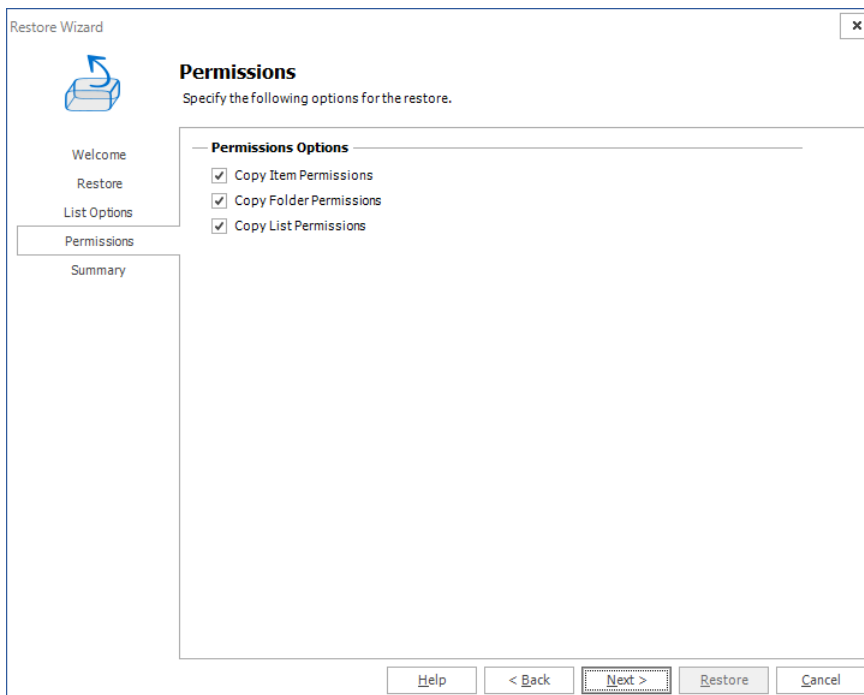 Restore Wizard
Permissions
Specify the following options for the restore.
Welcome
Restore
List Options
Permissions
Summary
Permissions Options
Copy Item Permissions
Copy Folder Permissions
Copy List Permissions
Help
< Back
Next >
Restore
Cancel